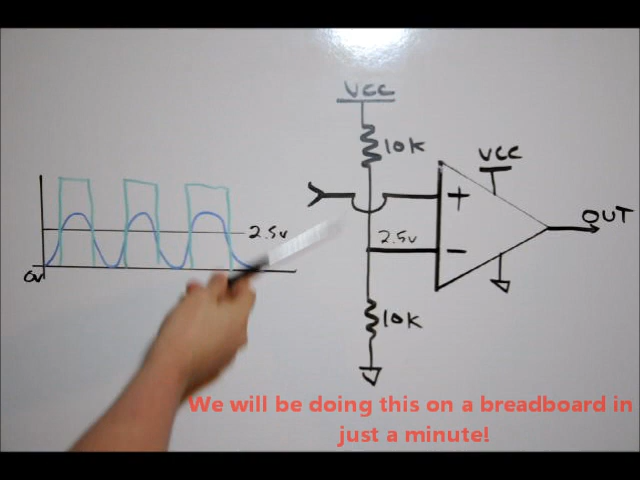 VCC
10K
VCC
+
OUT
2.5v
2.5v
-
0v
10K
We will be doing this on a breadboard in
just a minute!